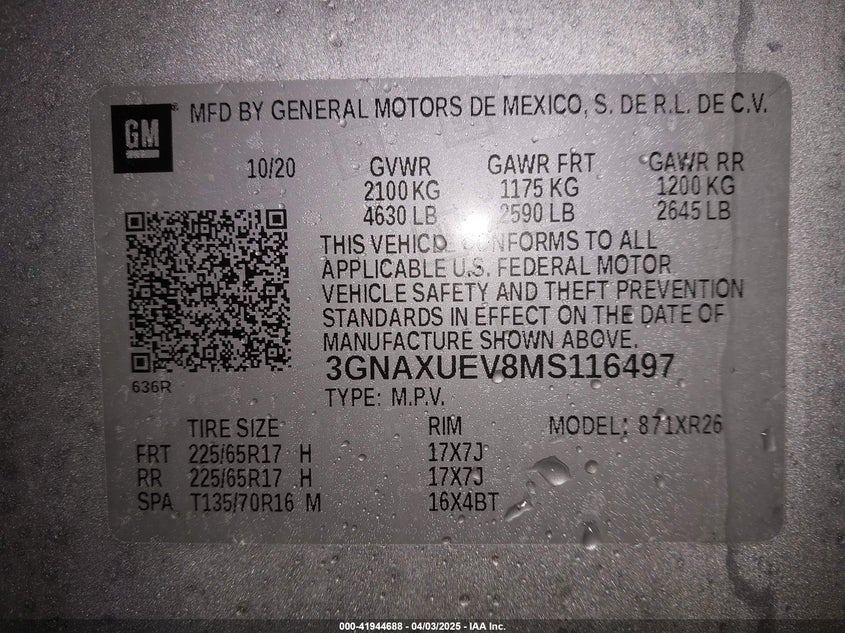 GM® MFD BY GENERAL MOTORS DE MEXICO, S. DE R.L. DE C.V.
10/20 GVWR GAWR FRT GAWR RR
2100 KG 1175 KG 1200 KG
4630 LB 2590 LB 2645 LB
THIS VEHICLE CONFORMS TO ALL
APPLICABLE U.S. FEDERAL MOTOR
VEHICLE SAFETY AND THEFT PREVENTION
STANDARDS IN EFFECT ON THE DATE OF
MANUFACTURE SHOWN ABOVE.
3GNAXUEV8MS116497
636R
TYPE: M.P.V.
TIRE SIZE RIM MODEL: 871XR26
FRT 225/65R17 H 17X7J
RR 225/65R17 H 17X7J
SPA T135/70R16 M 16X4BT
000-41944688 - 04/03/2025 - IAA Inc.